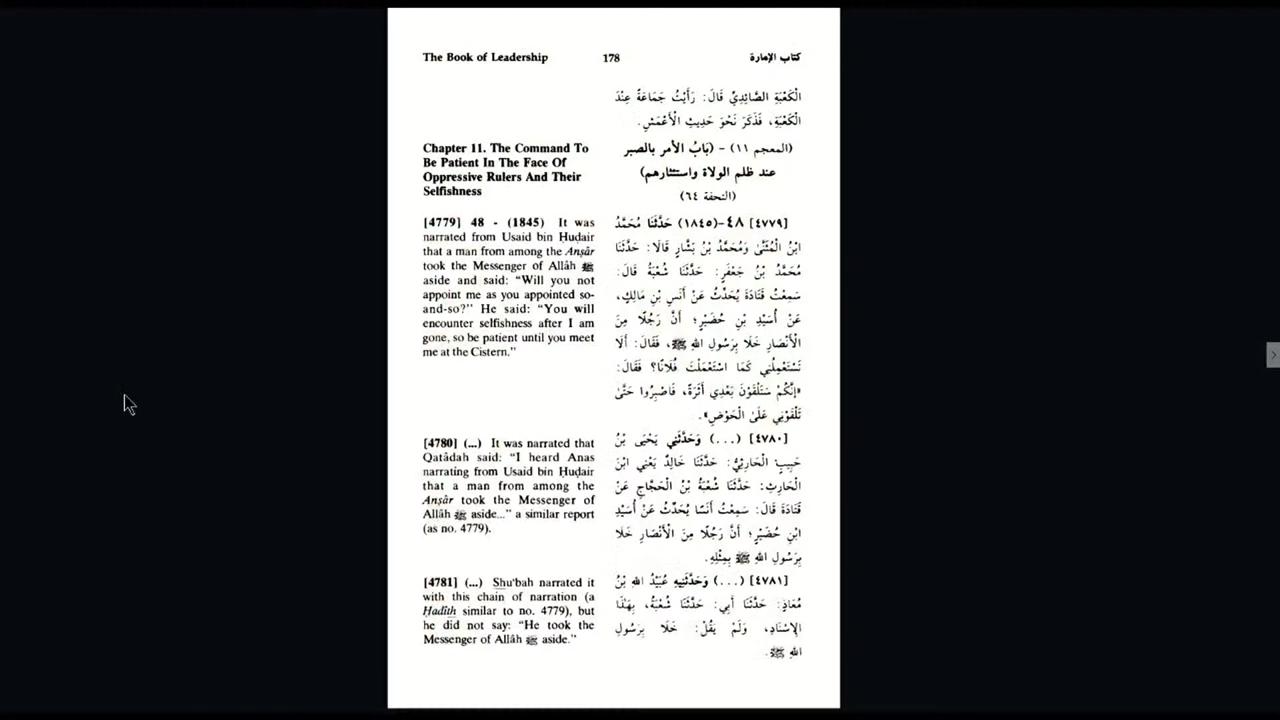 The Book of Leadership 178 كتاب الإمارة
الْكَعْبَةِ الصَّائِدِيِّ قَالَ: رَأَيْتُ جَمَاعَةً عِنْدَ
الْكَعْبَةِ، فَذَكَرَ نَحْوَ حَدِيثِ الْأَعْمَشِ.
Chapter 11. The Command To
Be Patient In The Face Of
Oppressive Rulers And Their
Selfishness
(المعجم ١١) - (بَابُ الأمر بالصبر
عند ظلم الولاة واستئثارهم)
(التحفة ٦٤)
[4779] 48 - (1845) It was
narrated from Usaid bin Ḥuḍair
that a man from among the Anṣâr
took the Messenger of Allâh ﷺ
aside and said: “Will you not
appoint me as you appointed so-
and-so?” He said: “You will
encounter selfishness after I am
gone, so be patient until you meet
me at the Cistern.”
[٤٧٧٩] ٤٨-(١٨٤٥) حَدَّثَنَا مُحَمَّدُ
ابْنُ الْمُثَنَّىٰ وَمُحَمَّدُ بْنُ بَشَّارٍ قَالَا: حَدَّثَنَا
مُحَمَّدُ بْنُ جَعْفَرٍ: حَدَّثَنَا شُعْبَةُ قَالَ:
سَمِعْتُ قَتَادَةَ يُحَدِّثُ عَنْ أَنَسِ بْنِ مَالِكٍ،
عَنْ أُسَيْدِ بْنِ حُضَيْرٍ؛ أَنَّ رَجُلًا مِنَ
الْأَنْصَارِ خَلَا بِرَسُولِ اللهِ ﷺ، فَقَالَ: أَلَا
تَسْتَعْمِلُنِي كَمَا اسْتَعْمَلْتَ فُلَانًا؟ فَقَالَ:
«إِنَّكُمْ سَتَلْقَوْنَ بَعْدِي أَثَرَةً، فَاصْبِرُوا حَتَّىٰ
تَلْقَوْنِي عَلَى الْحَوْضِ».
[4780] (...) It was narrated that
Qatâdah said: “I heard Anas
narrating from Usaid bin Ḥuḍair
that a man from among the
Anṣâr took the Messenger of
Allâh ﷺ aside...” a similar report
(as no. 4779).
[٤٧٨٠] (...) وَحَدَّثَنِي يَحْيَى بْنُ
حَبِيبٍ الْحَارِثِيُّ: حَدَّثَنَا خَالِدٌ يَعْنِي ابْنَ
الْحَارِثِ: حَدَّثَنَا شُعْبَةُ بْنُ الْحَجَّاجِ عَنْ
قَتَادَةَ قَالَ: سَمِعْتُ أَنَسًا يُحَدِّثُ عَنْ أُسَيْدِ
ابْنِ حُضَيْرٍ؛ أَنَّ رَجُلًا مِنَ الْأَنْصَارِ خَلَا
بِرَسُولِ اللهِ ﷺ بِمِثْلِهِ.
[4781] (...) Shu‘bah narrated it
with this chain of narration (a
Ḥadîth similar to no. 4779), but
he did not say: “He took the
Messenger of Allâh ﷺ aside.”
[٤٧٨١] (...) وَحَدَّثَنِيهِ عُبَيْدُ اللهِ بْنُ
مُعَاذٍ: حَدَّثَنَا أَبِي: حَدَّثَنَا شُعْبَةُ، بِهَٰذَا
الْإِسْنَادِ، وَلَمْ يَقُلْ: خَلَا بِرَسُولِ
اللهِ ﷺ.